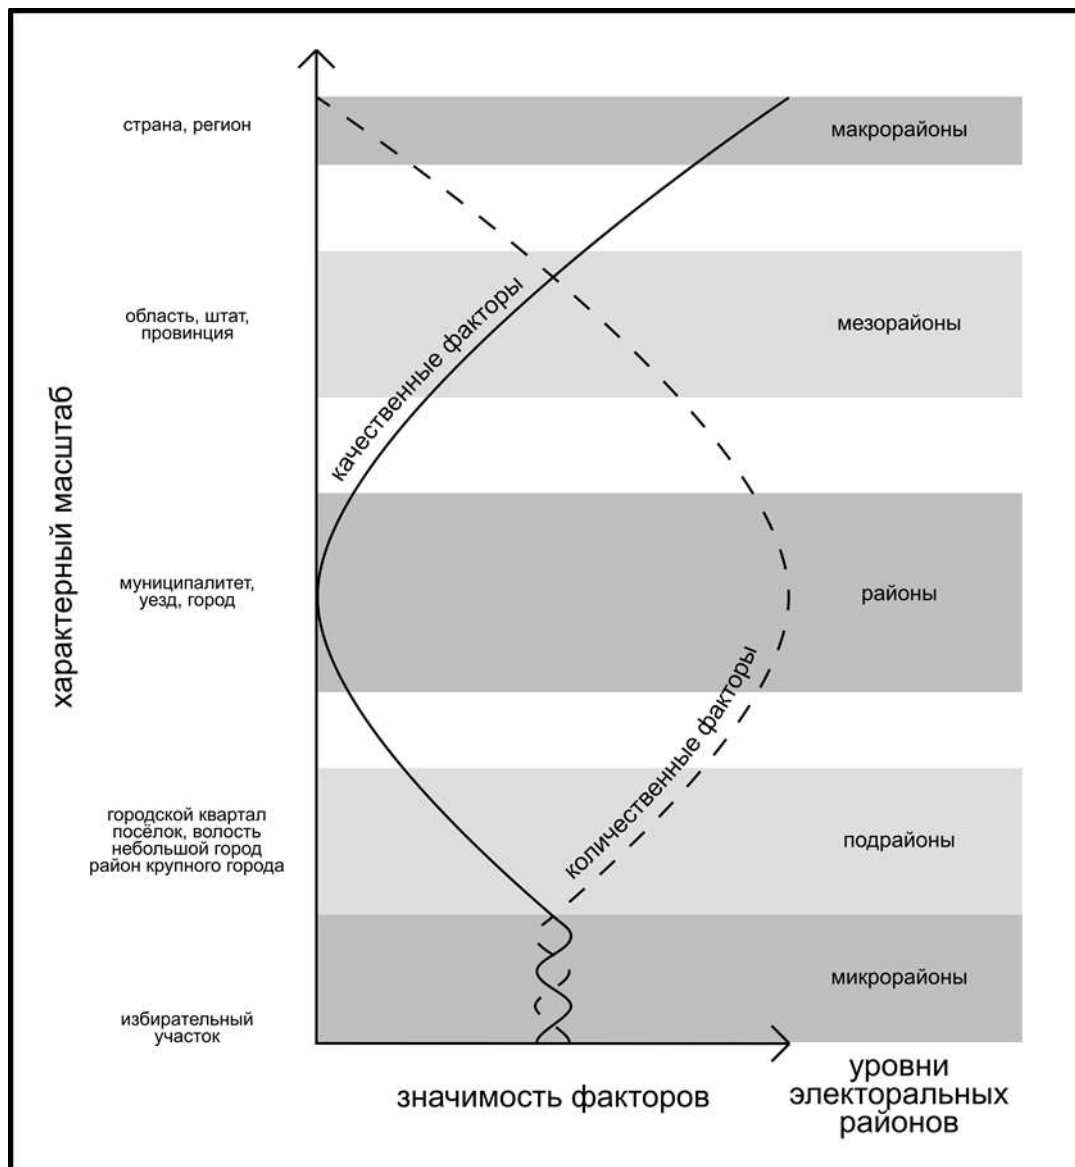 страна, регион
макрорайоны
качественные факторы
область, штат,
провинция
мезорайоны
характерный масштаб
муниципалитет,
уезд, город
районы
количественные факторы
городской квартал
посёлок, волость
небольшой город
район крупного города
подрайоны
микрорайоны
избирательный
участок
значимость факторов
уровни
электоральных
районов